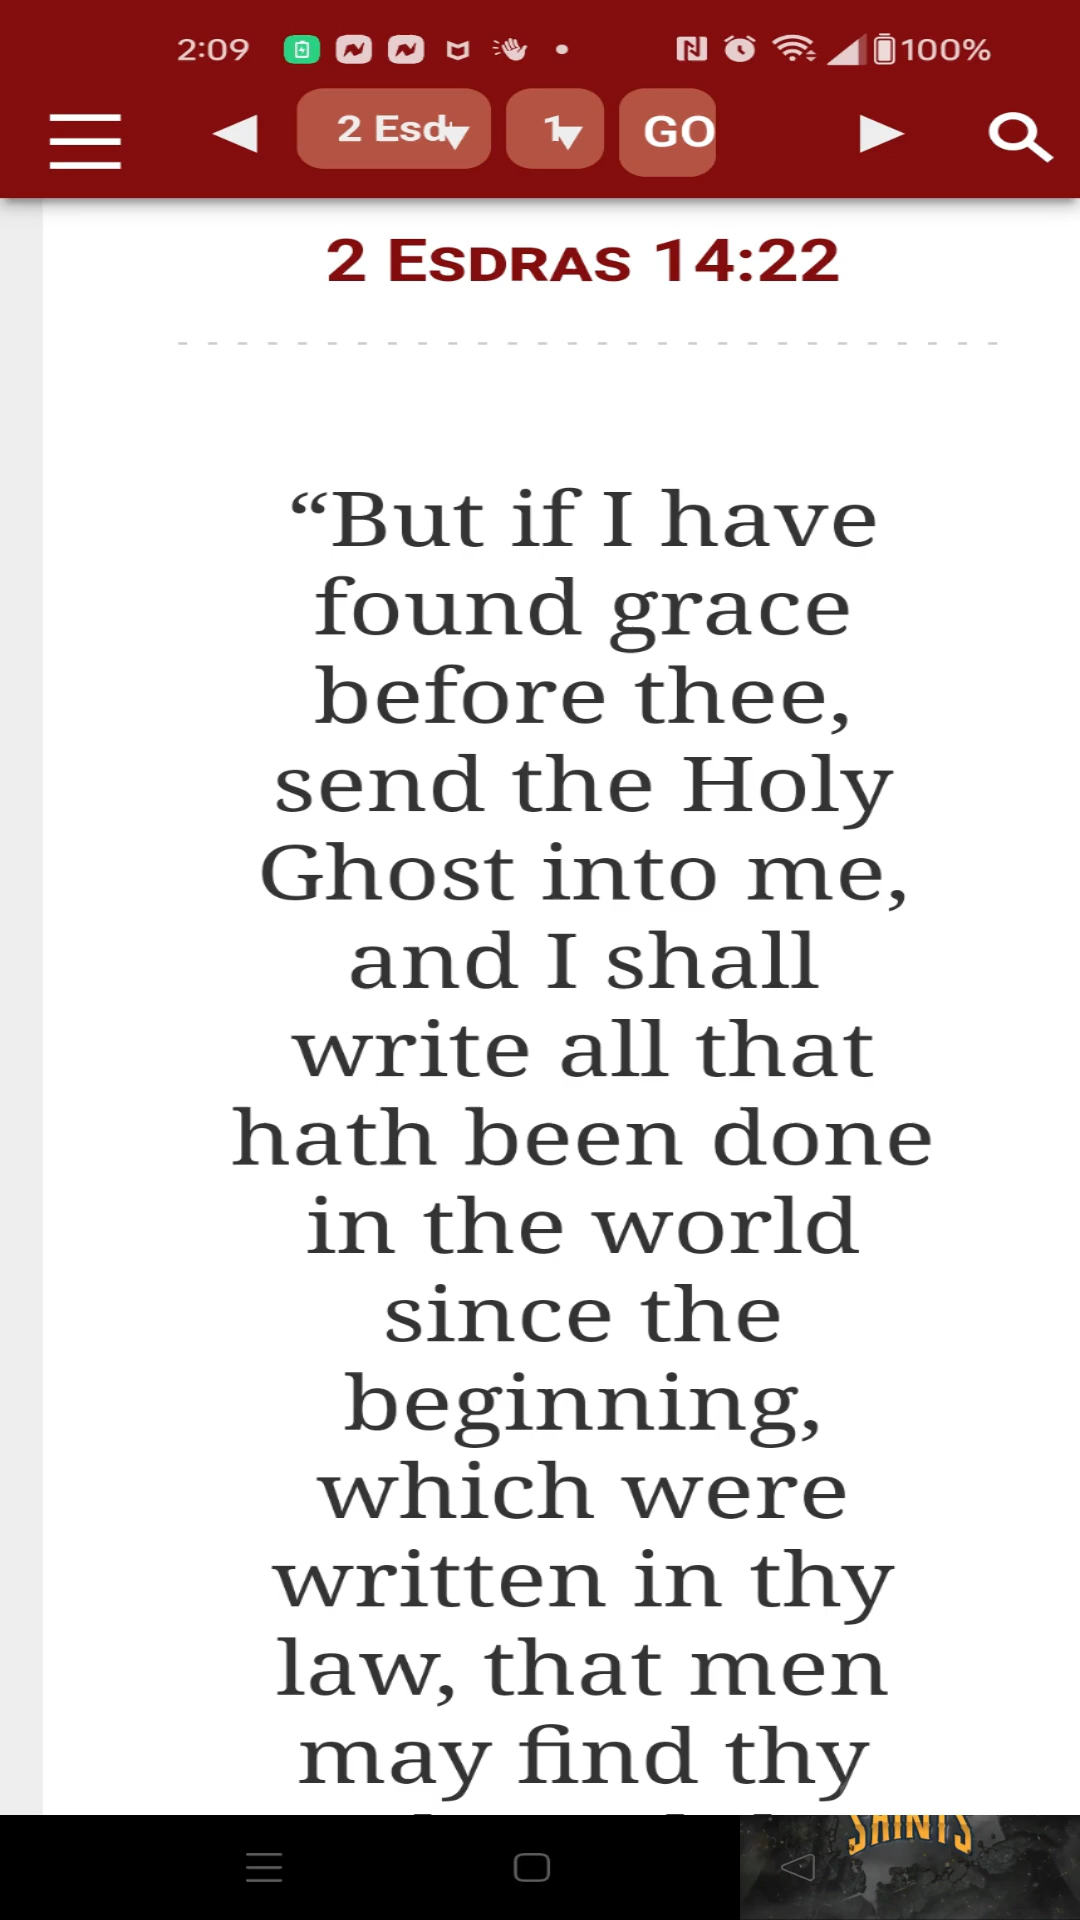 2:09 100%
2 Esd 1 GO
2 ESDRAS 14:22
“But if I have
found grace
before thee,
send the Holy
Ghost into me,
and I shall
write all that
hath been done
in the world
since the
beginning,
which were
written in thy
law, that men
may find thy
SAINTS